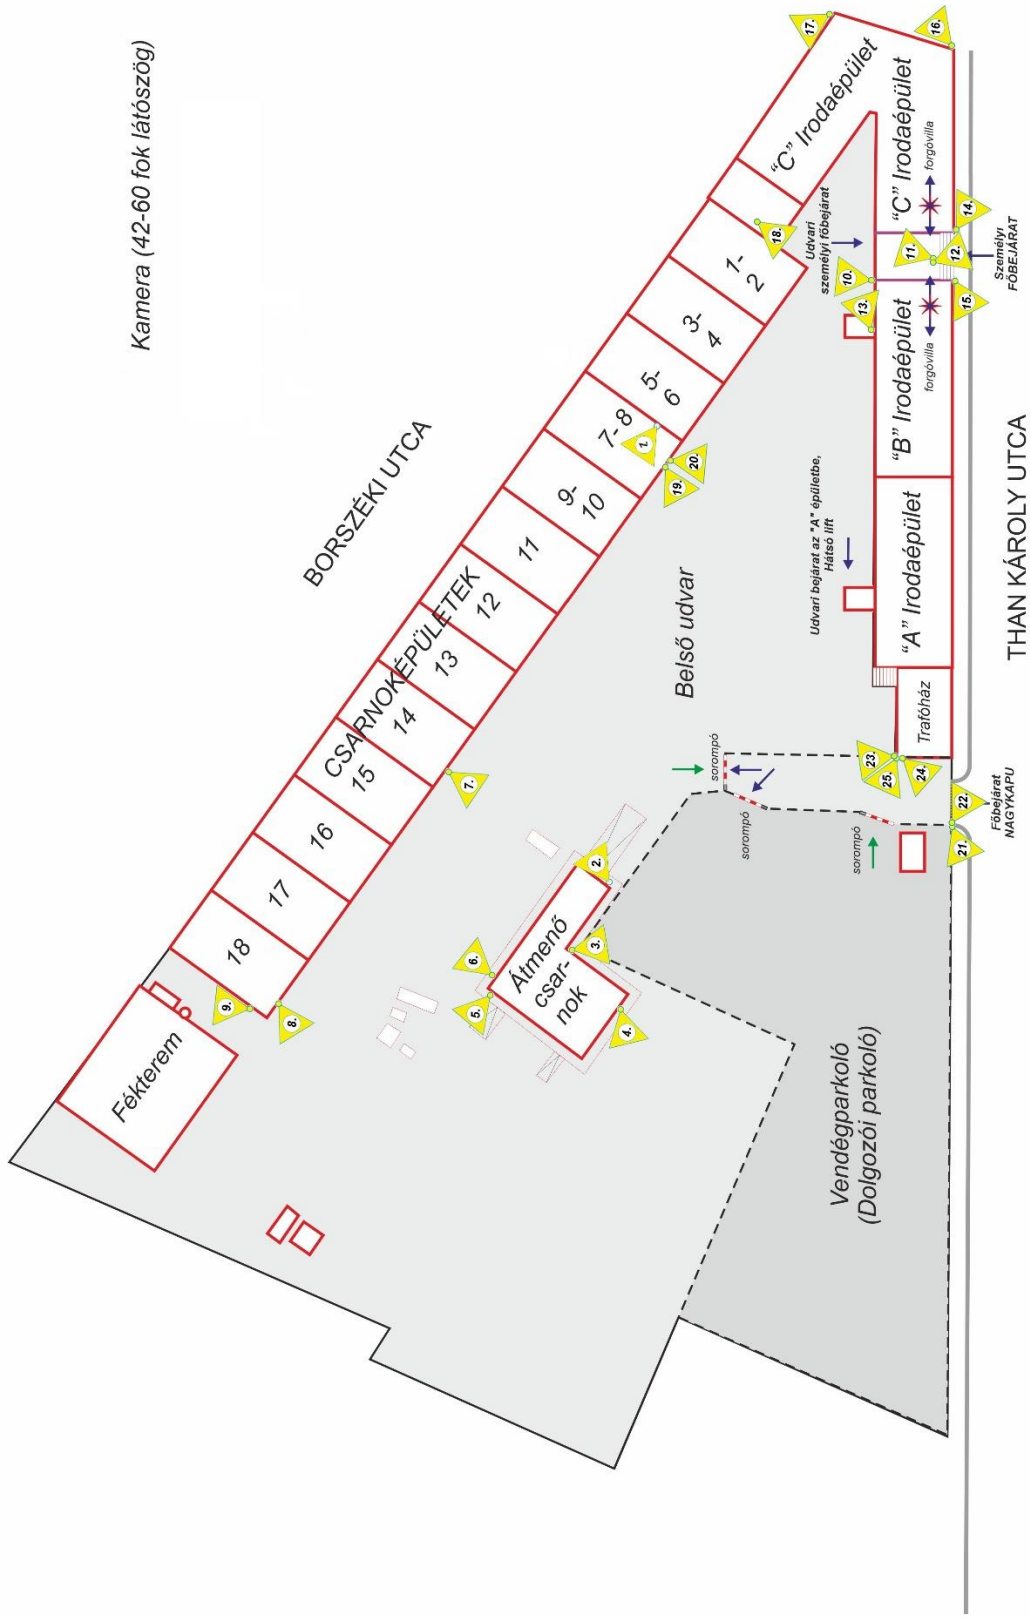 Kamera (42-60 fok látószög)
BORSZÉKI UTCA
CSARNOKÉPÜLETEK
Fékterem
18
17
16
15
14
13
12
11
9-
10
7- 8
5-
6
3-
4
1-
2
"C" Irodaépület
"C" Irodaépület
"B" Irodaépület
"A" Irodaépület
Trafóház
Átmenő
csar-
nok
Belső udvar
Vendégparkoló
(Dolgozói parkoló)
Udvari
személyi főbejárat
Udvari bejárat az "A" épületbe,
Hátsó lift
forgóvilla
forgóvilla
Személyi
FŐBEJÁRAT
Főbejárat
NAGYKAPU
sorompó
sorompó
sorompó
THAN KÁROLY UTCA
1.
2.
3.
4.
5.
6.
7.
8.
9.
10.
11.
12.
13.
14.
15.
16.
17.
18.
19.
20.
21.
22.
23.
24.
25.